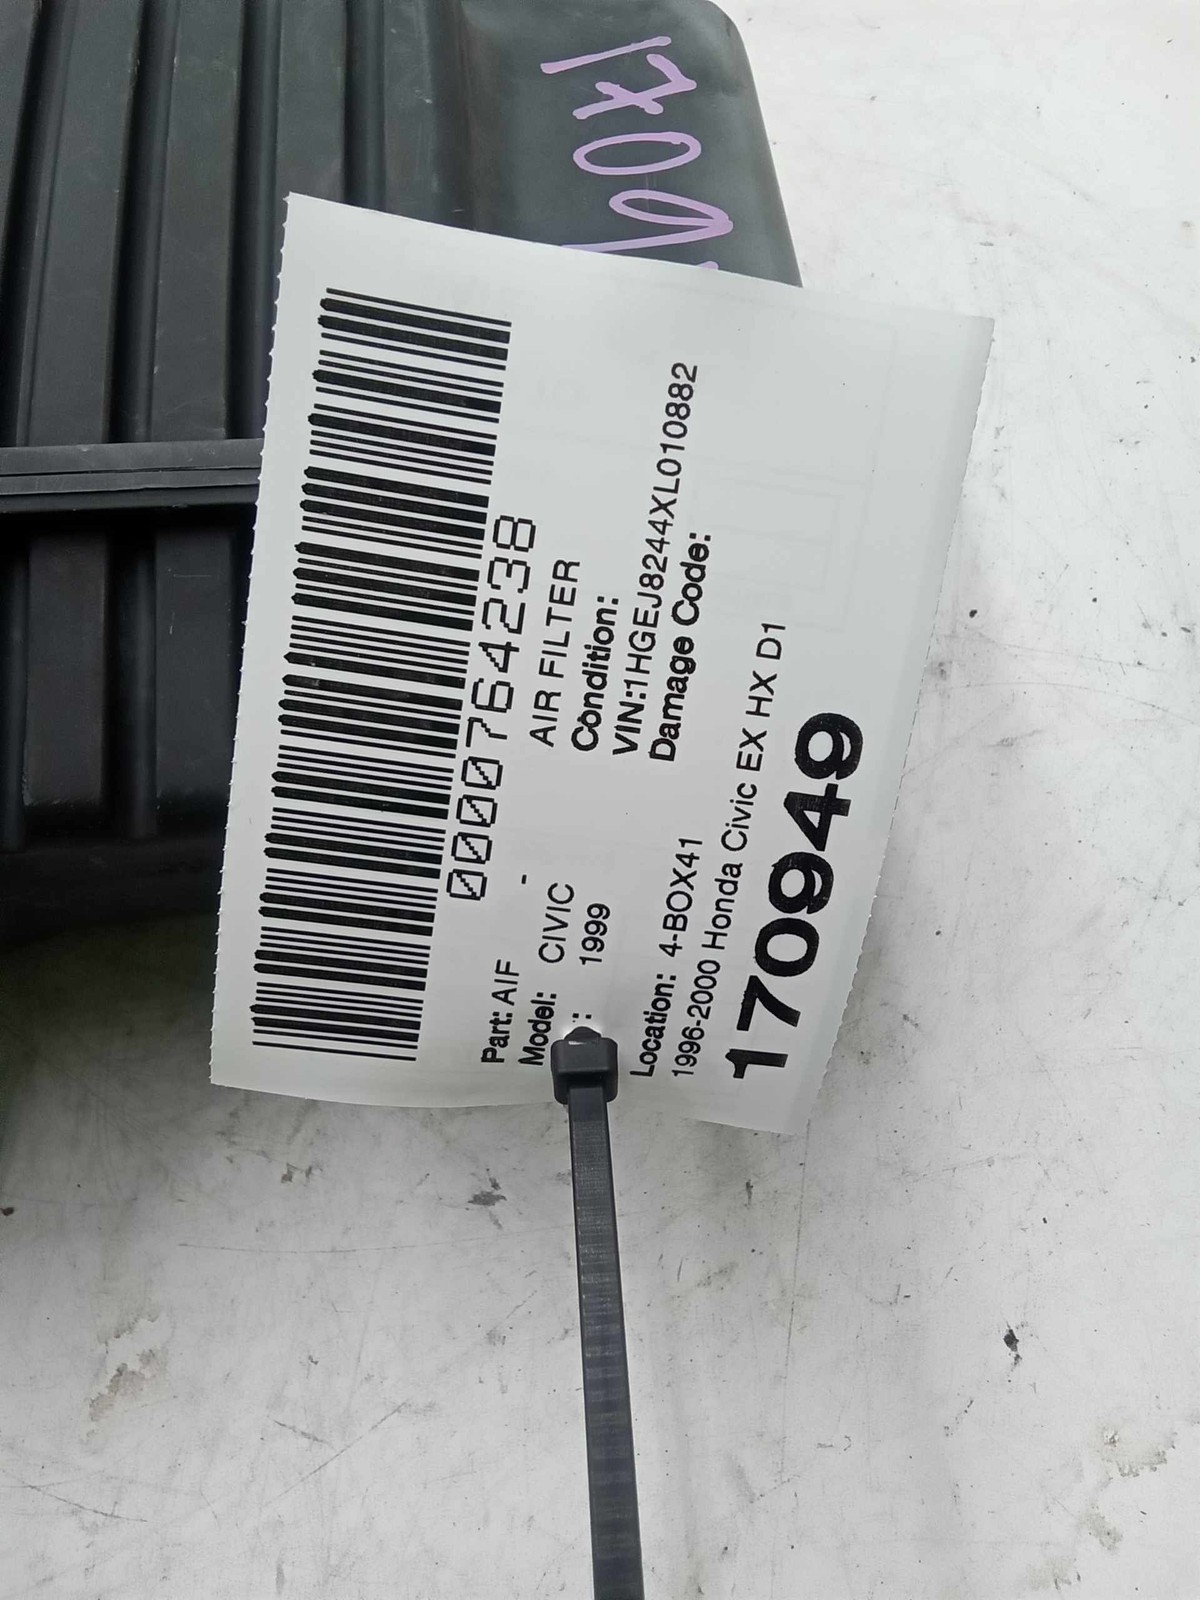 1709
0000764238
Part: AIF - AIR FILTER
Model: CIVIC Condition:
: 1999 VIN:1HGEJ8244XL010882
Damage Code:
Location: 4-BOX41
1996-2000 Honda Civic EX HX D1
170949